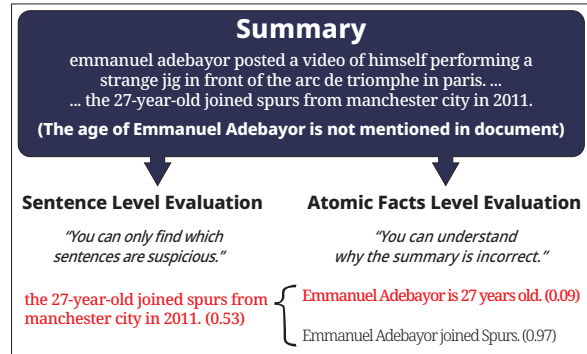 Summary
emmanuel adebayor posted a video of himself performing a
strange jig in front of the arc de triomphe in paris. ...
... the 27-year-old joined spurs from manchester city in 2011.
(The age of Emmanuel Adebayor is not mentioned in document)
Sentence Level Evaluation
“You can only find which
sentences are suspicious.”
the 27-year-old joined spurs from
manchester city in 2011. (0.53)
Atomic Facts Level Evaluation
“You can understand
why the summary is incorrect.”
Emmanuel Adebayor is 27 years old. (0.09)
Emmanuel Adebayor joined Spurs. (0.97)